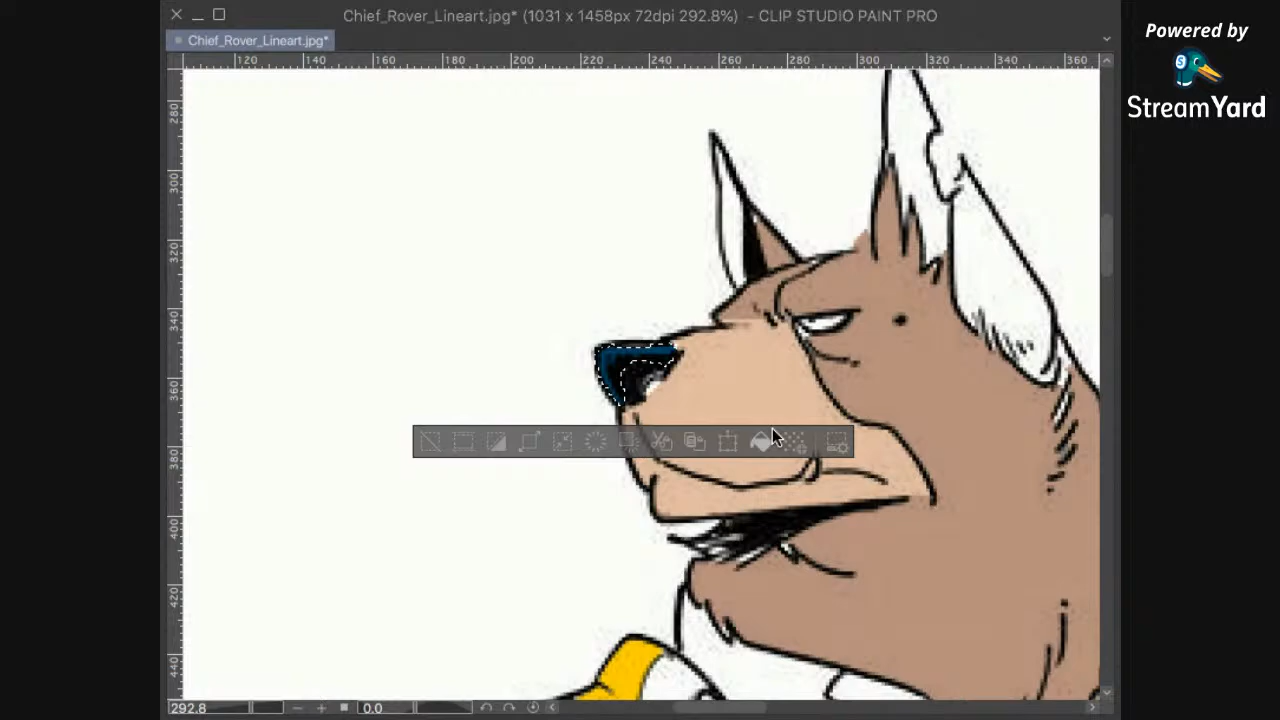 Chief_Rover_Lineart.jpg* (1031 x 1458px 72dpi 292.8%) - CLIP STUDIO PAINT PRO
Powered by
StreamYard
Chief_Rover_Lineart.jpg*
120 140 160 180 200 220 240 260 280 300 320 340 360
280
300
320
340
360
380
400
420
440
292.8
0.0